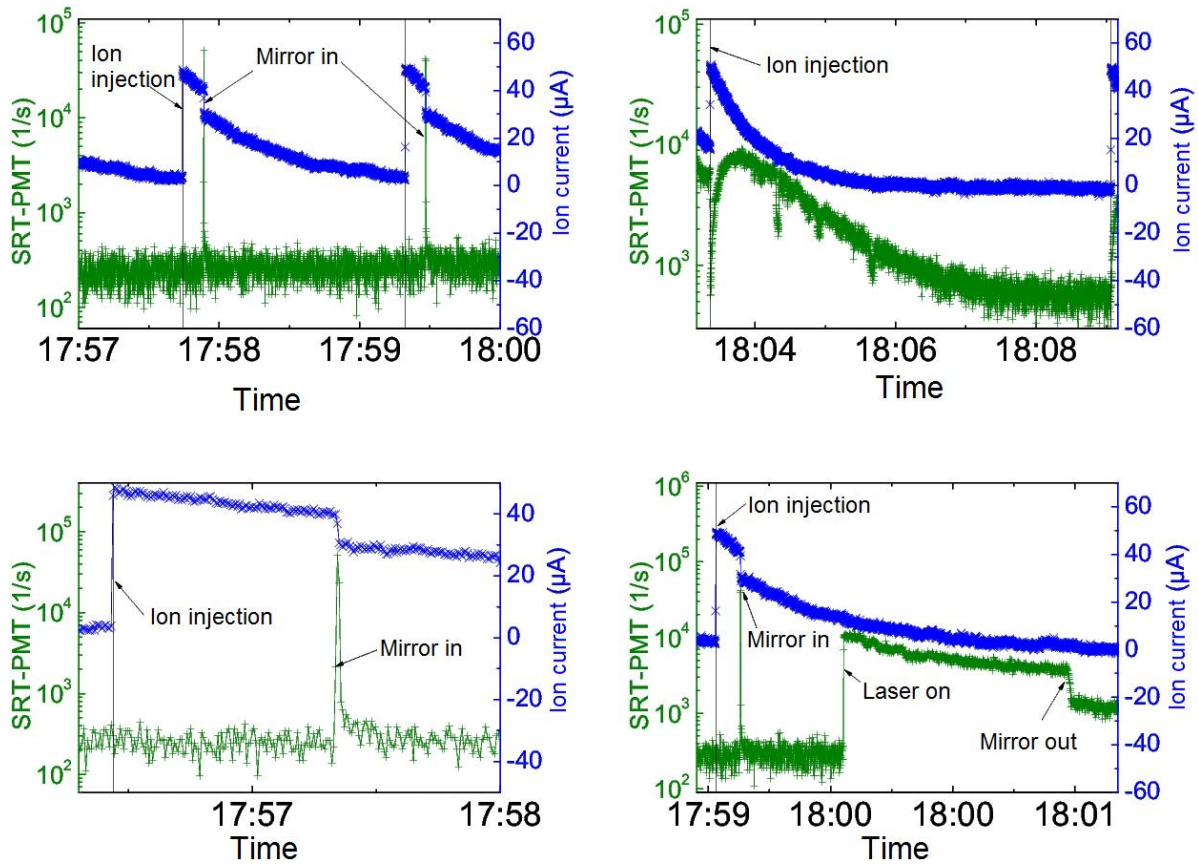 10⁵
10⁴
10³
10²
SRT-PMT (1/s)
Ion
injection
Mirror in
60
40
20
0
-20
-40
-60
Ion current (µA)
17:57
17:58
17:59
18:00
Time
10⁵
10⁴
10³
SRT-PMT (1/s)
Ion injection
60
40
20
0
-20
-40
-60
Ion current (µA)
18:04
18:06
18:08
Time
10⁵
10⁴
10³
10²
SRT-PMT (1/s)
Ion injection
Mirror in
40
20
0
-20
-40
Ion current (µA)
17:57
17:58
Time
10⁶
10⁵
10⁴
10³
10²
SRT-PMT (1/s)
Ion injection
Mirror in
Laser on
Mirror out
60
40
20
0
-20
-40
-60
Ion current (µA)
17:59
18:00
18:00
18:01
Time